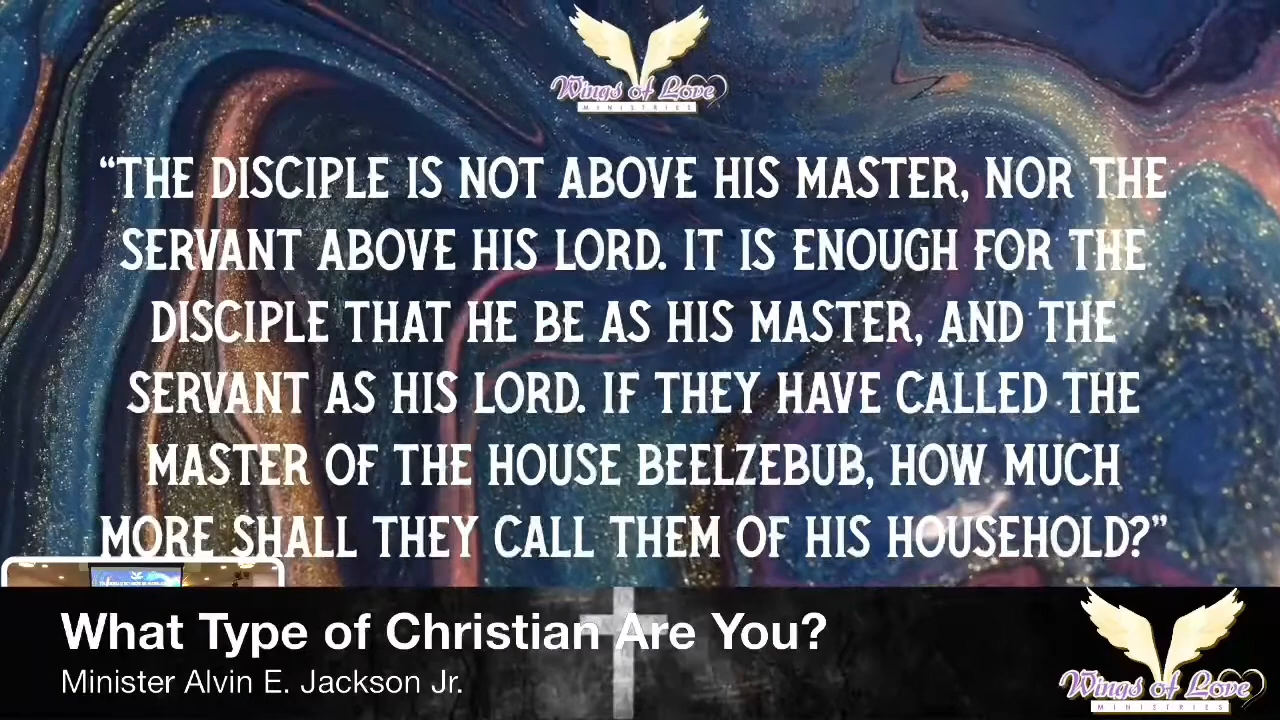 Wings of Love
MINISTRIES
“THE DISCIPLE IS NOT ABOVE HIS MASTER, NOR THE
SERVANT ABOVE HIS LORD. IT IS ENOUGH FOR THE
DISCIPLE THAT HE BE AS HIS MASTER, AND THE
SERVANT AS HIS LORD. IF THEY HAVE CALLED THE
MASTER OF THE HOUSE BEELZEBUB, HOW MUCH
MORE SHALL THEY CALL THEM OF HIS HOUSEHOLD?”
What Type of Christian Are You?
Minister Alvin E. Jackson Jr.
Wings of Love
MINISTRIES